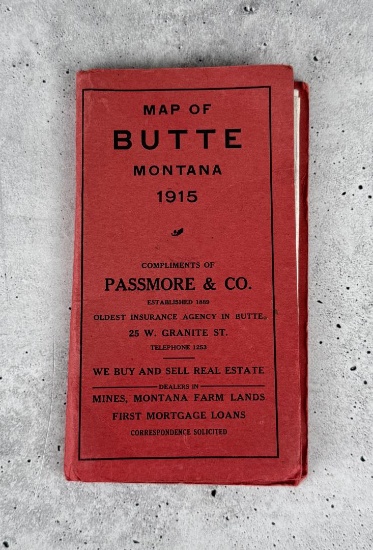 MAP OF
BUTTE
MONTANA
1915
COMPLIMENTS OF
PASSMORE & CO.
ESTABLISHED 1889
OLDEST INSURANCE AGENCY IN BUTTE,
25 W. GRANITE ST.
TELEPHONE 1253
WE BUY AND SELL REAL ESTATE
DEALERS IN
MINES, MONTANA FARM LANDS
FIRST MORTGAGE LOANS
CORRESPONDENCE SOLICITED